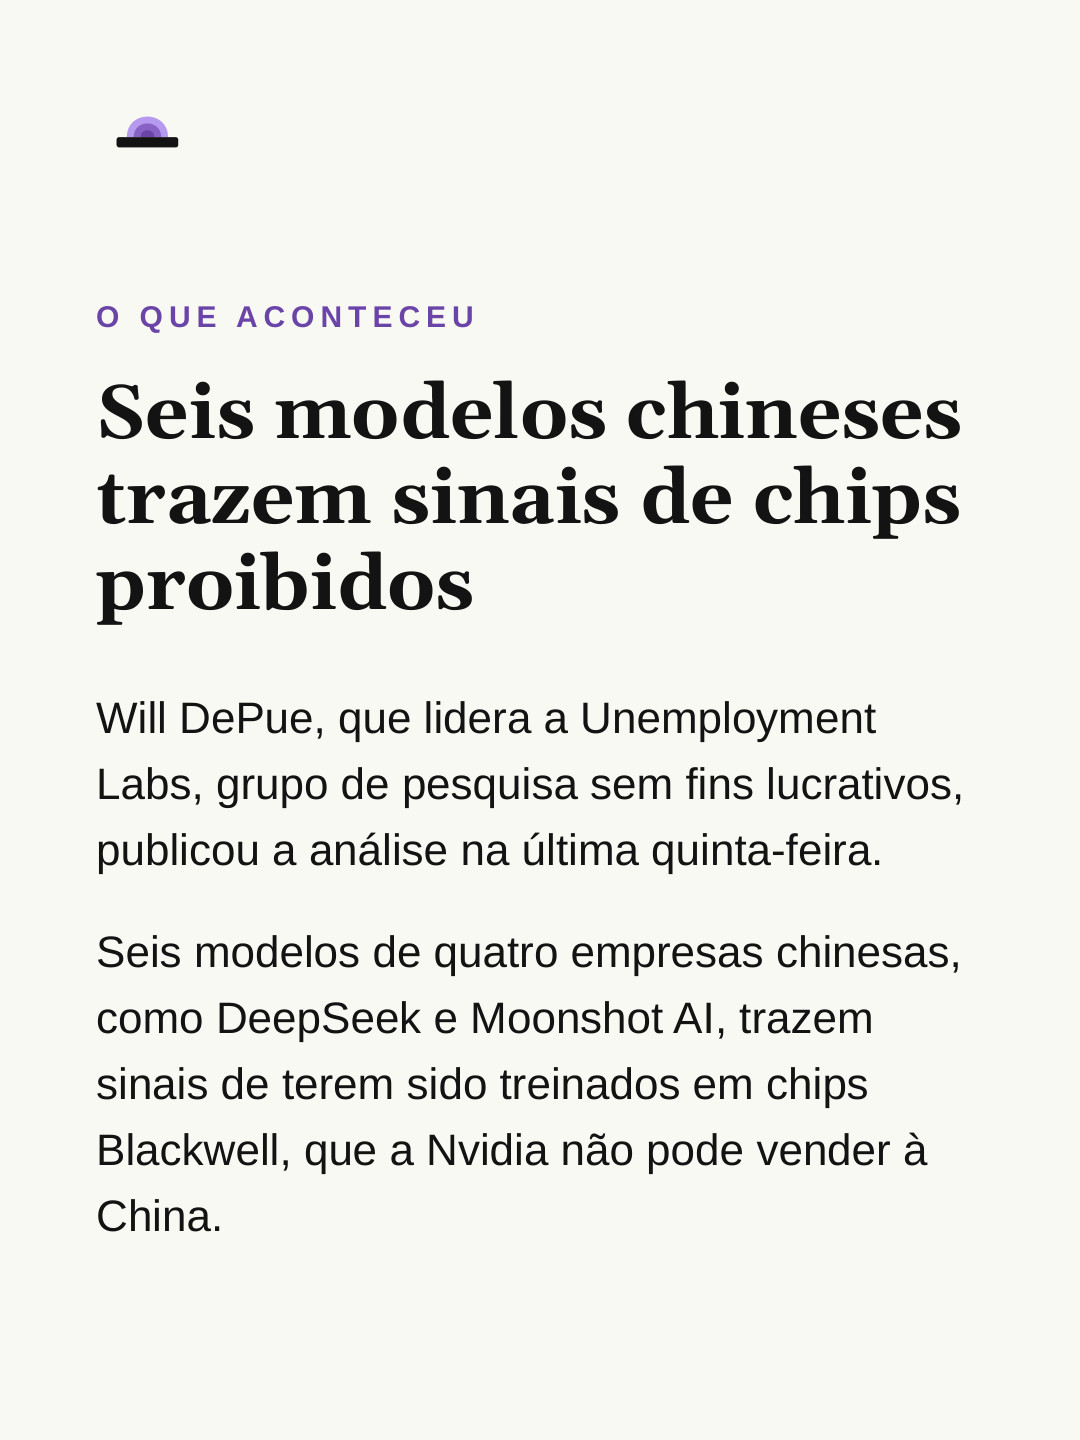 O QUE ACONTECEU
Seis modelos chineses
trazem sinais de chips
proibidos
Will DePue, que lidera a Unemployment
Labs, grupo de pesquisa sem fins lucrativos,
publicou a análise na última quinta-feira.
Seis modelos de quatro empresas chinesas,
como DeepSeek e Moonshot AI, trazem
sinais de terem sido treinados em chips
Blackwell, que a Nvidia não pode vender à
China.